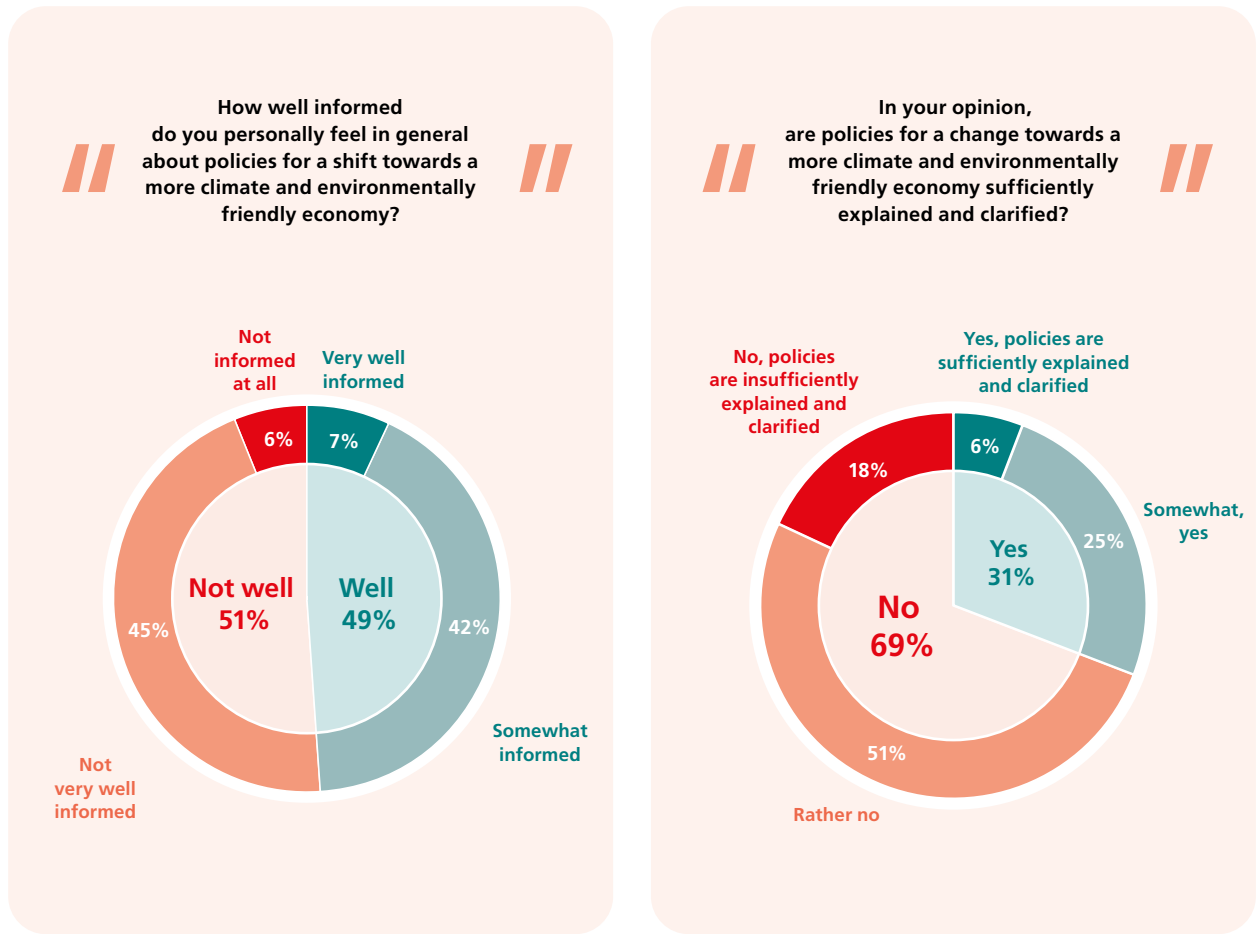 How well informed
do you personally feel in general
about policies for a shift towards a
more climate and environmentally
friendly economy?
Not
informed
at all
Very well
informed
6%
7%
Not well
51%
Well
49%
45%
42%
Somewhat
informed
Not
very well
informed
In your opinion,
are policies for a change towards a
more climate and environmentally
friendly economy sufficiently
explained and clarified?
No, policies
are insufficiently
explained and
clarified
Yes, policies are
sufficiently explained
and clarified
18%
6%
Somewhat,
yes
25%
Yes
31%
No
69%
51%
Rather no